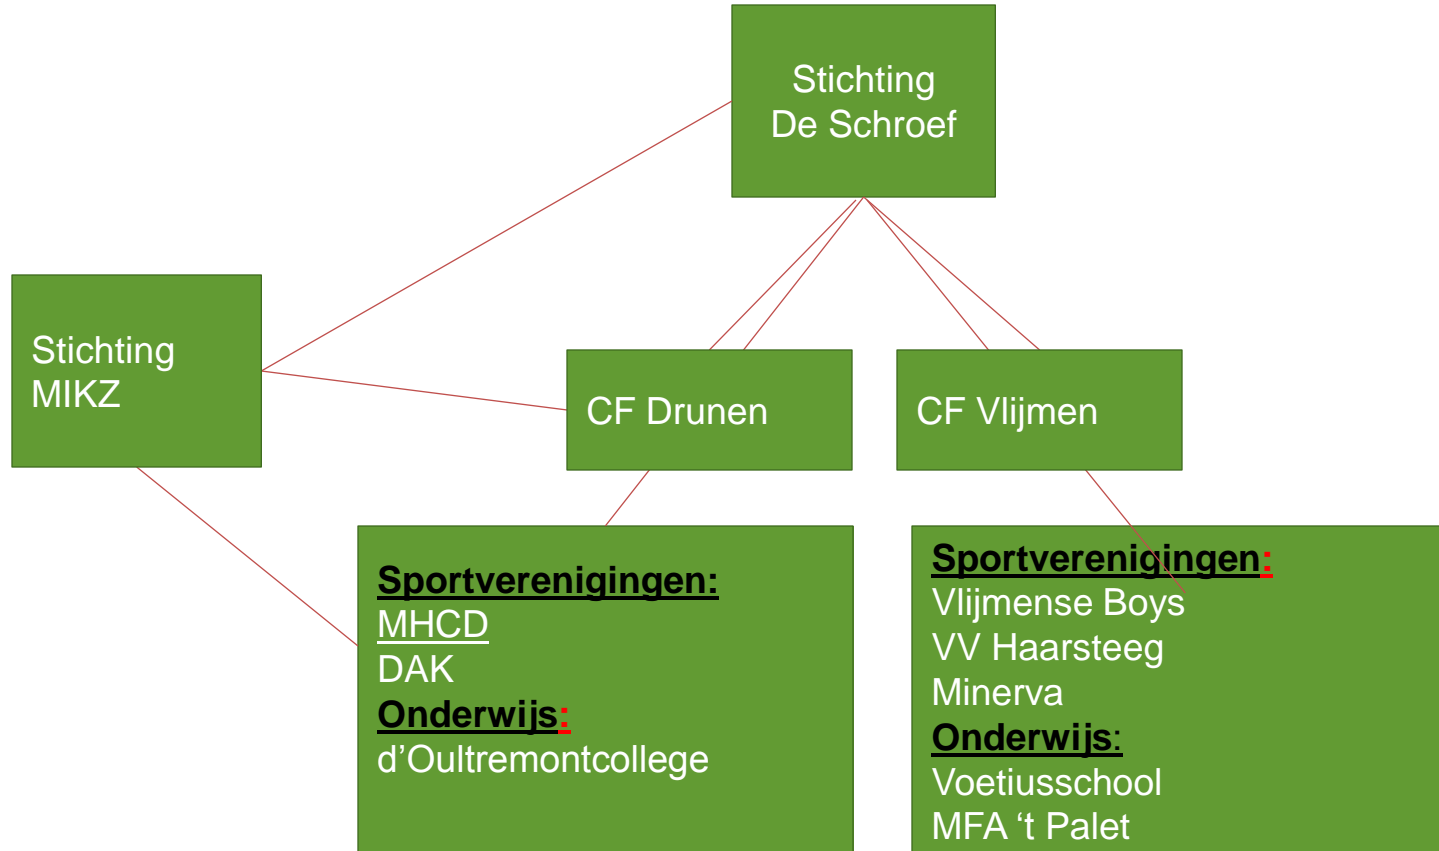 Stichting
De Schroef
Stichting
MIKZ
CF Drunen
CF Vlijmen
Sportverenigingen:
MHCD
DAK
Onderwijs:
d’Oultremontcollege
Sportverenigingen:
Vlijmense Boys
VV Haarsteeg
Minerva
Onderwijs:
Voetiusschool
MFA ‘t Palet